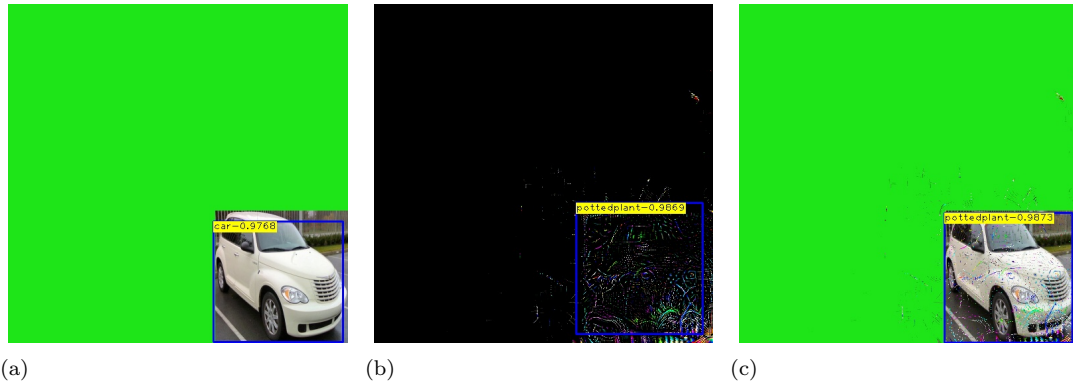 car-0.9768
pottedplant-0.9869
pottedplant-0.9873
(a)
(b)
(c)